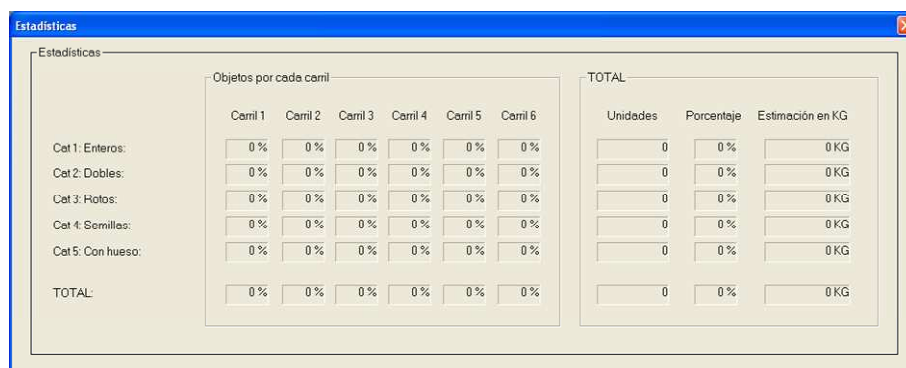 Estadísticas
Estadísticas
Objetos por cada carril TOTAL
Carril 1 Carril 2 Carril 3 Carril 4 Carril 5 Carril 6 Unidades Porcentaje Estimación en KG
Cat 1: Enteros: 0 % 0 % 0 % 0 % 0 % 0 % 0 0 % 0 KG
Cat 2: Dobles: 0 % 0 % 0 % 0 % 0 % 0 % 0 0 % 0 KG
Cat 3: Rotos: 0 % 0 % 0 % 0 % 0 % 0 % 0 0 % 0 KG
Cat 4: Semillas: 0 % 0 % 0 % 0 % 0 % 0 % 0 0 % 0 KG
Cat 5: Con hueso: 0 % 0 % 0 % 0 % 0 % 0 % 0 0 % 0 KG
TOTAL: 0 % 0 % 0 % 0 % 0 % 0 % 0 0 % 0 KG